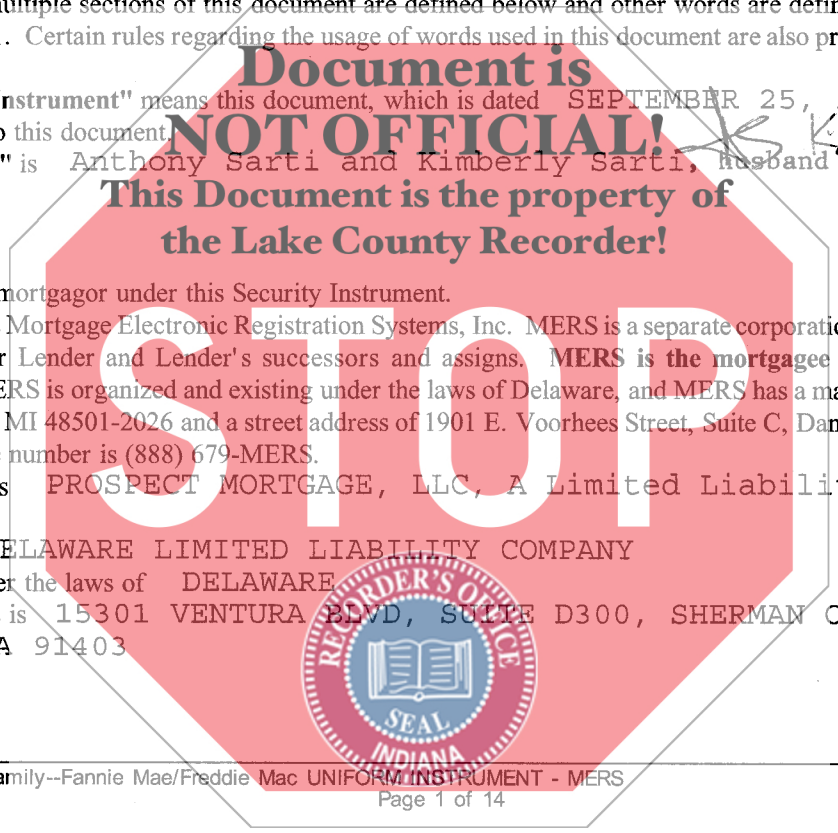 multiple sections of this document are defined below and other words are defin
. Certain rules regarding the usage of words used in this document are also pr
Document is
nstrument" means this document, which is dated SEPTEMBER 25,
o this document.
NOT OFFICIAL!
" is Anthony Sarti and Kimberly Sarti, husband
This Document is the property of
the Lake County Recorder!
mortgagor under this Security Instrument.
Mortgage Electronic Registration Systems, Inc. MERS is a separate corporatio
r Lender and Lender's successors and assigns. MERS is the mortgagee
ERS is organized and existing under the laws of Delaware, and MERS has a ma
MI 48501-2026 and a street address of 1901 E. Voorhees Street, Suite C, Dan
number is (888) 679-MERS.
STOP
s PROSPECT MORTGAGE, LLC, A Limited Liabilit
ELAWARE LIMITED LIABILITY COMPANY
er the laws of DELAWARE
is 15301 VENTURA BLVD, SUITE D300, SHERMAN O
A 91403
RECORDER'S OFFICE
SEAL
INDIANA
amily--Fannie Mae/Freddie Mac UNIFORM INSTRUMENT - MERS
Page 1 of 14